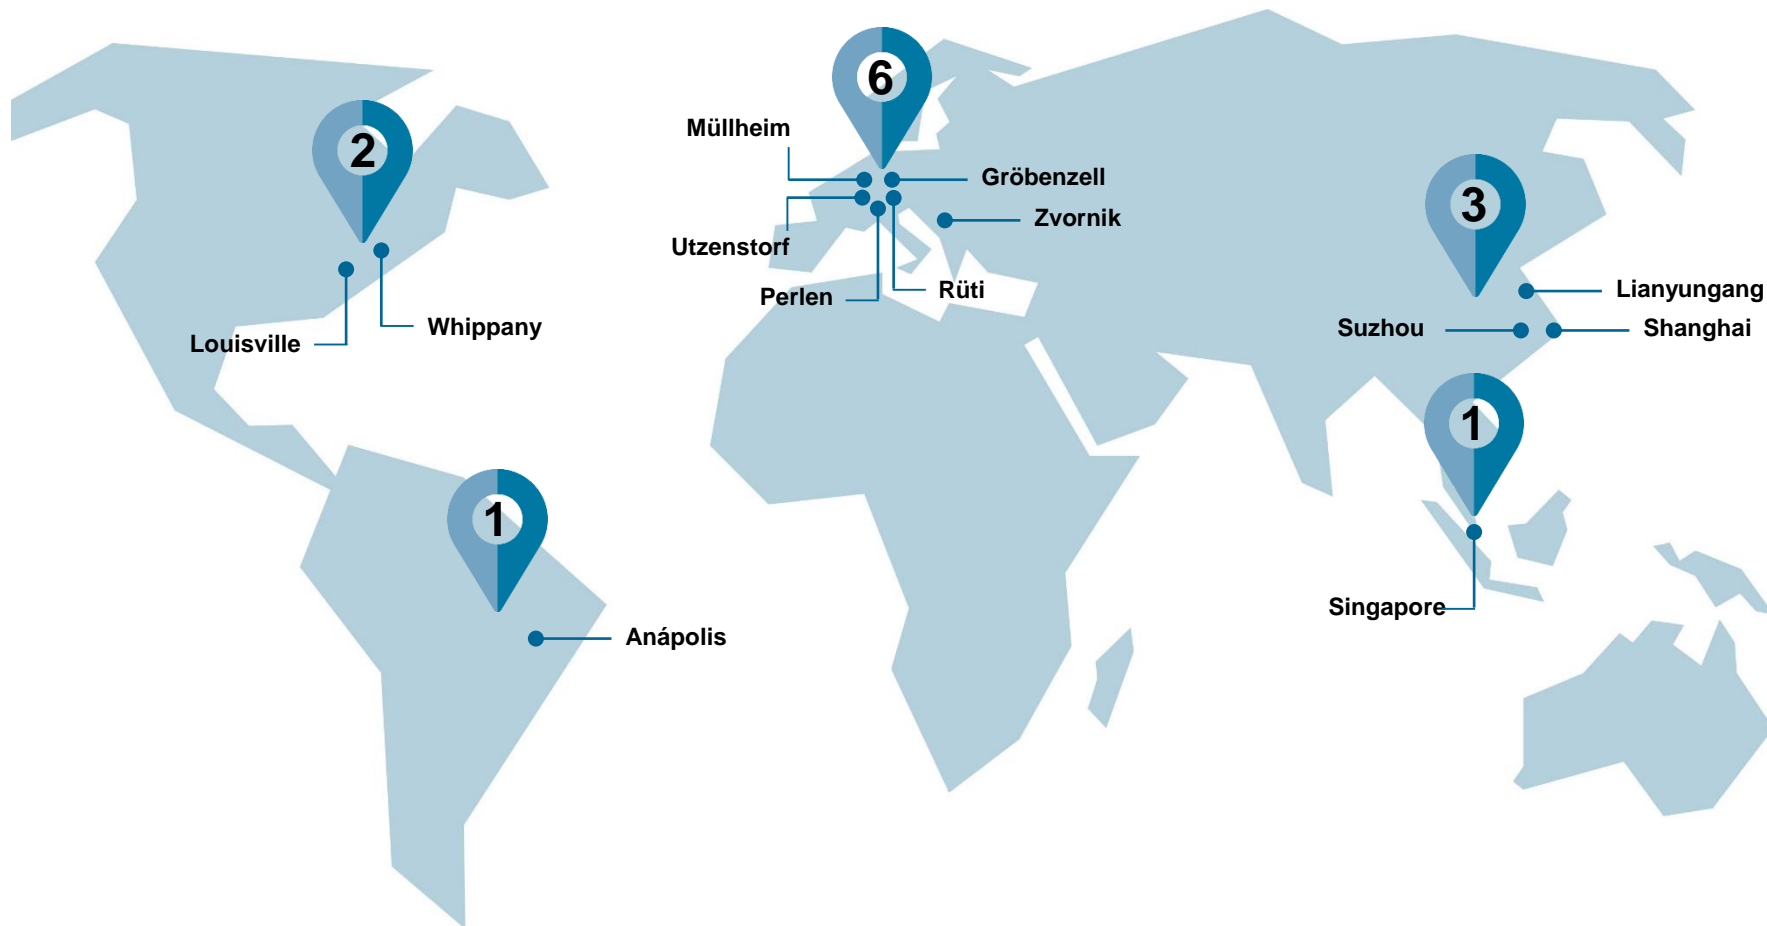 6
2
Müllheim
Gröbenzell
3
Zvornik
Utzenstorf
Perlen
Rüti
Lianyungang
Whippany
Suzhou
Shanghai
Louisville
1
1
Singapore
Anápolis